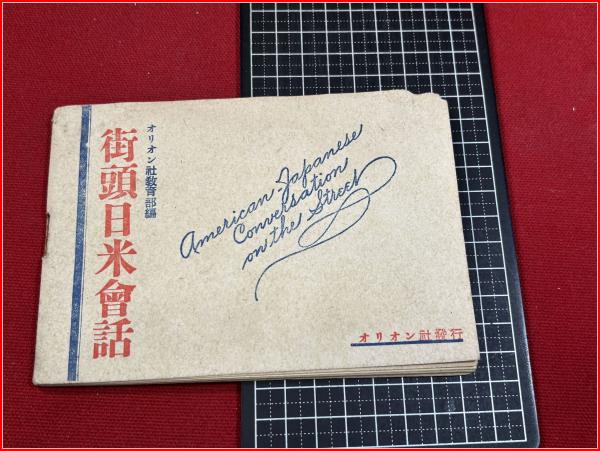 オリオン社敎育部編
街頭日米會話
American-Japanese
Conversation
on the Street
オリオン社發行